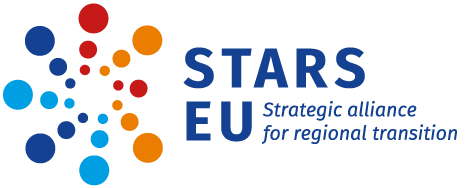 STARS
EU
Strategic alliance
for regional transition